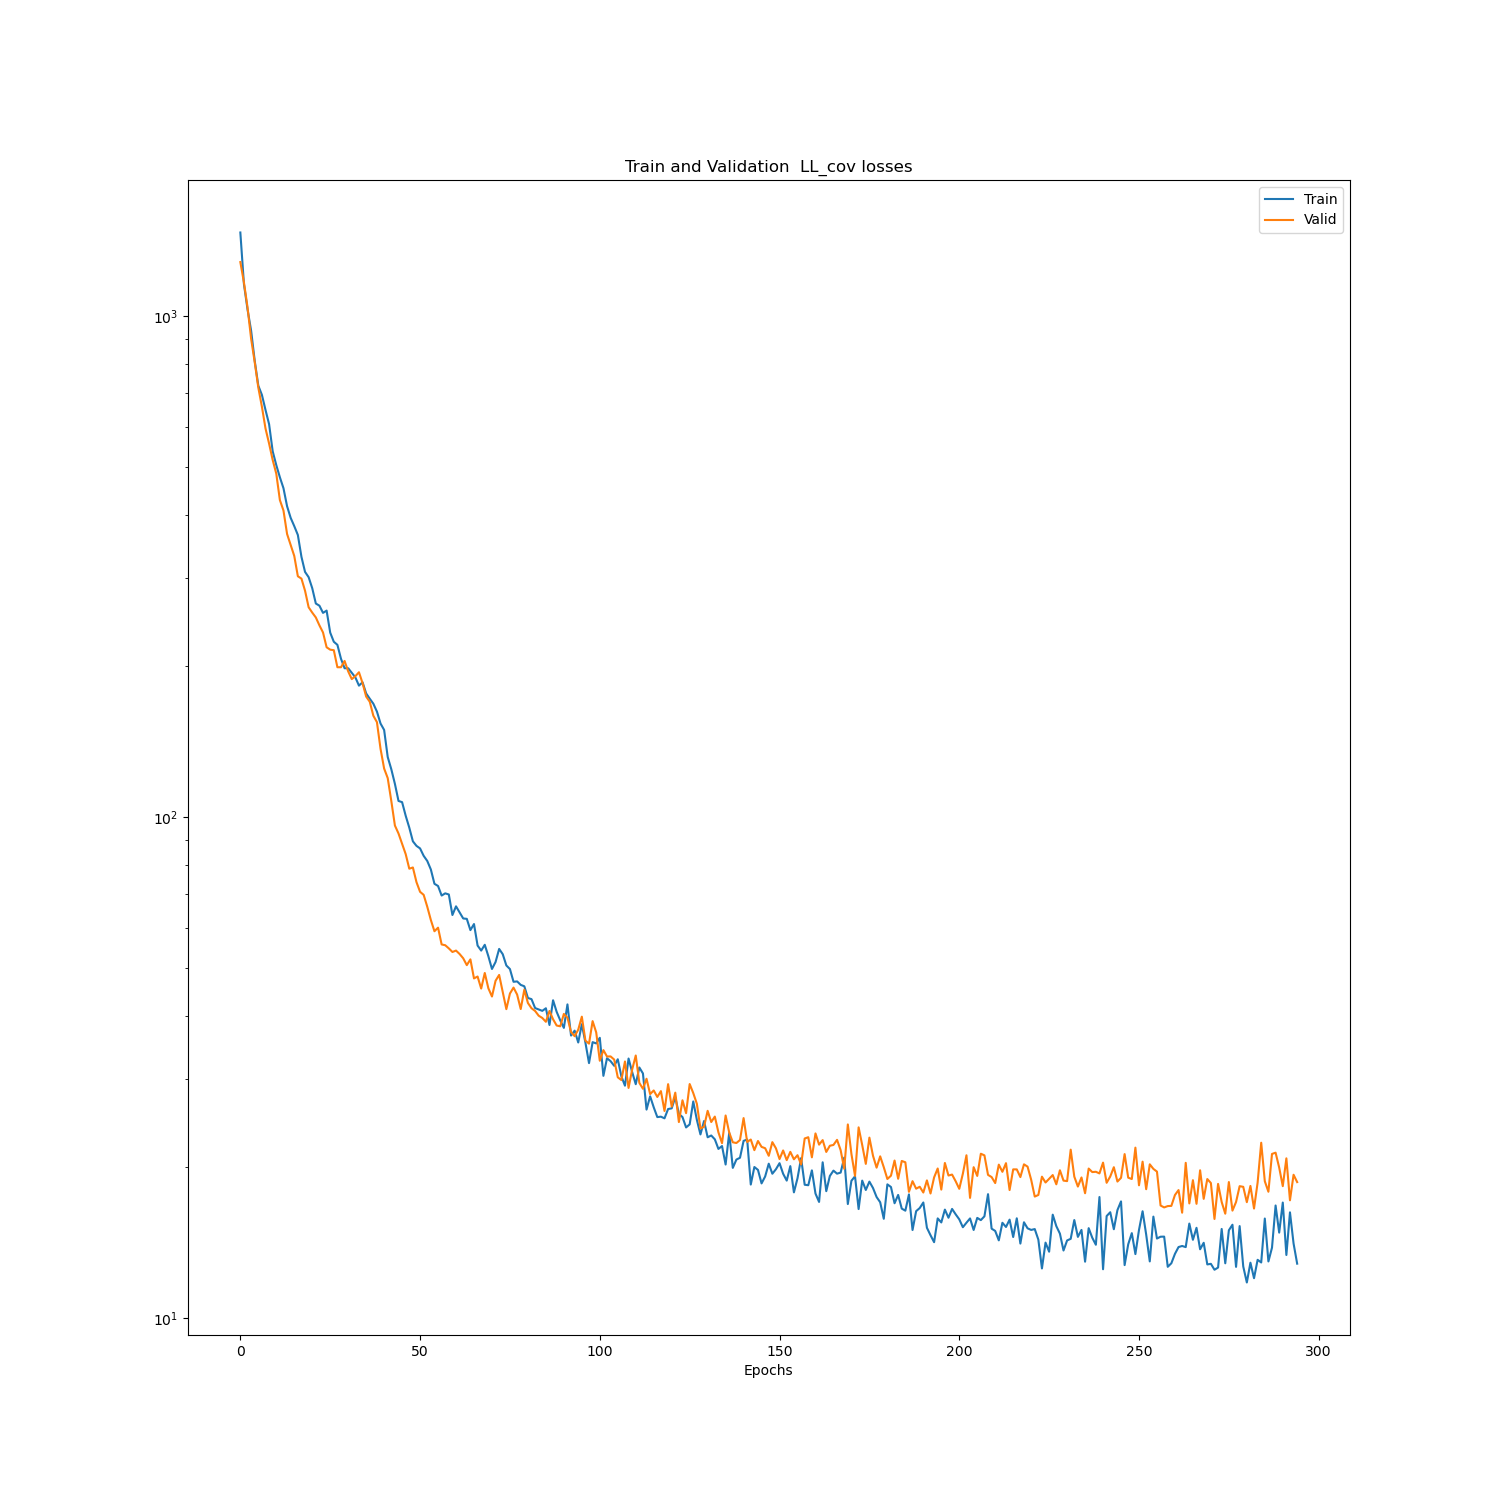 Train and Validation  LL_cov losses
Train
Valid
10³
10²
10¹
0 50 100 150 200 250 300
Epochs